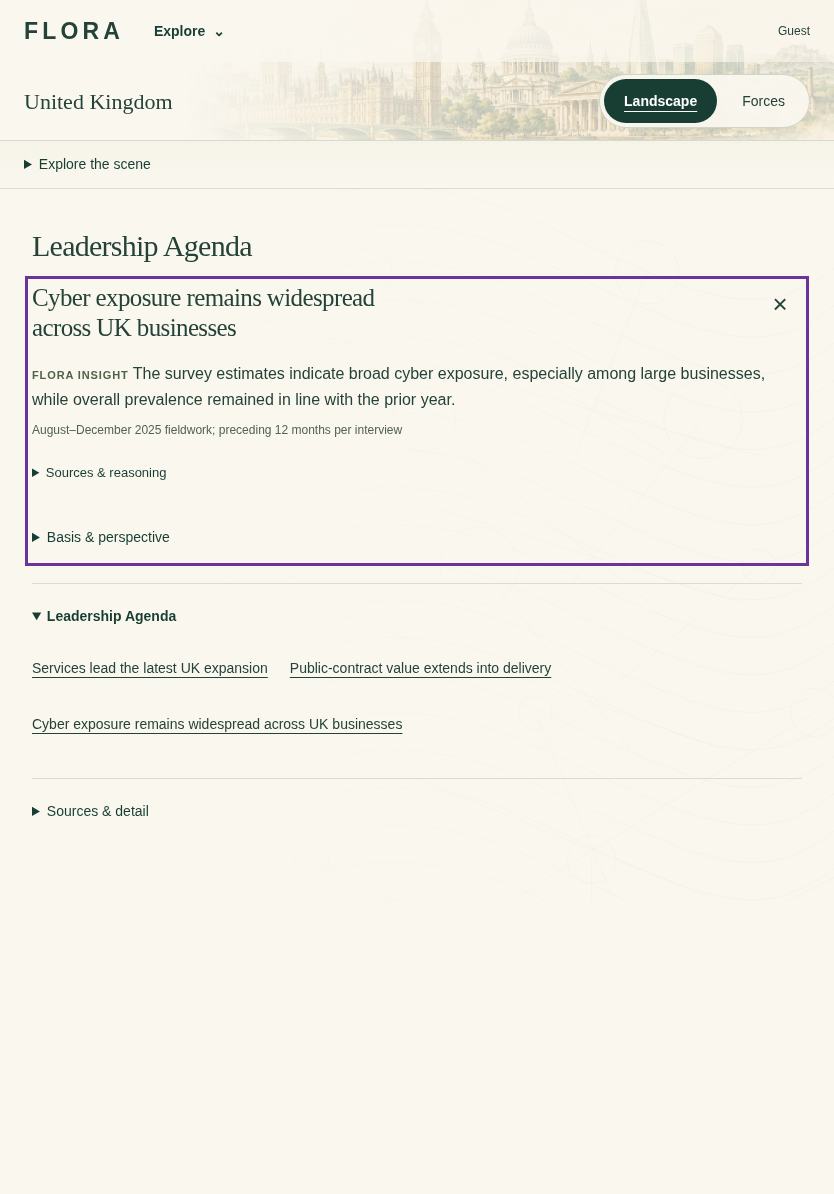 FLORA
Explore
Guest
United Kingdom
Landscape
Forces
Explore the scene
Leadership Agenda
Cyber exposure remains widespread
across UK businesses
FLORA INSIGHT The survey estimates indicate broad cyber exposure, especially among large businesses,
while overall prevalence remained in line with the prior year.
August–December 2025 fieldwork; preceding 12 months per interview
Sources & reasoning
Basis & perspective
Leadership Agenda
Services lead the latest UK expansion
Public-contract value extends into delivery
Cyber exposure remains widespread across UK businesses
Sources & detail